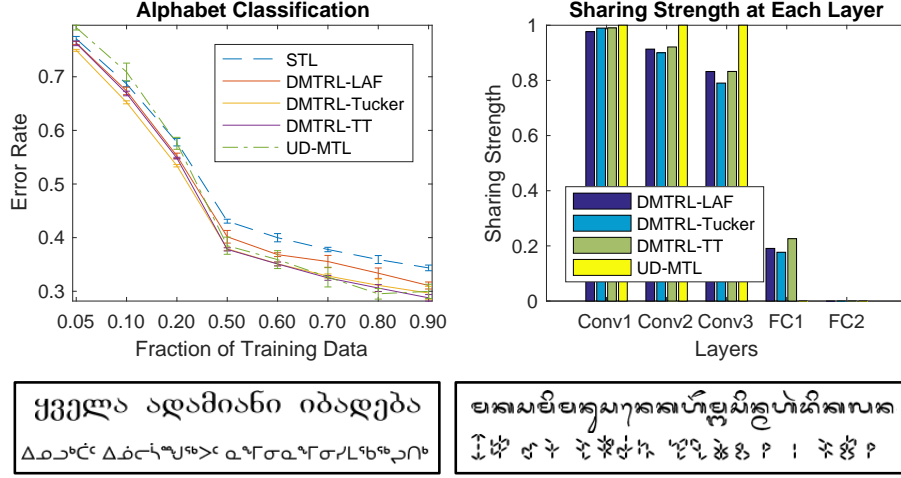 Alphabet Classification
Error Rate
0.7
0.6
0.5
0.4
0.3
STL
DMTRL-LAF
DMTRL-Tucker
DMTRL-TT
UD-MTL
0.05 0.10 0.20 0.50 0.60 0.70 0.80 0.90
Fraction of Training Data
Sharing Strength at Each Layer
Sharing Strength
1
0.8
0.6
0.4
0.2
0
DMTRL-LAF
DMTRL-Tucker
DMTRL-TT
UD-MTL
Conv1 Conv2 Conv3 FC1 FC2
Layers
ყველა ადამიანი იბადება